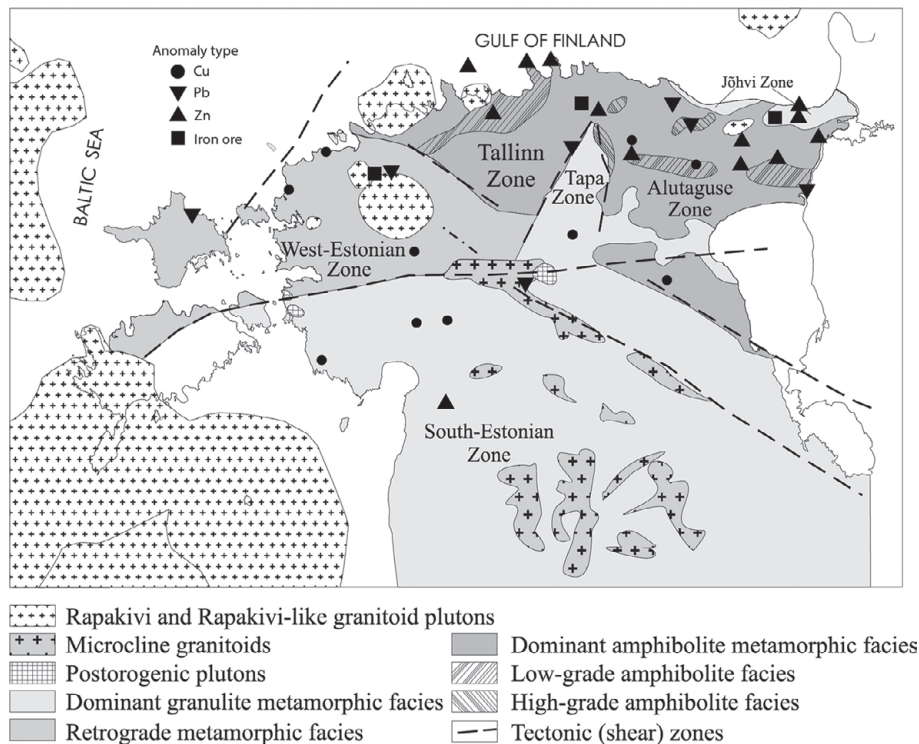 GULF OF FINLAND
Anomaly type
Cu
Pb
Zn
Iron ore
BALTIC SEA
Jõhvi Zone
Tallinn
Zone
Tapa
Zone
Alutaguse
Zone
West-Estonian
Zone
South-Estonian
Zone
Rapakivi and Rapakivi-like granitoid plutons
Microcline granitoids
Postorogenic plutons
Dominant granulite metamorphic facies
Retrograde metamorphic facies
Dominant amphibolite metamorphic facies
Low-grade amphibolite facies
High-grade amphibolite facies
Tectonic (shear) zones